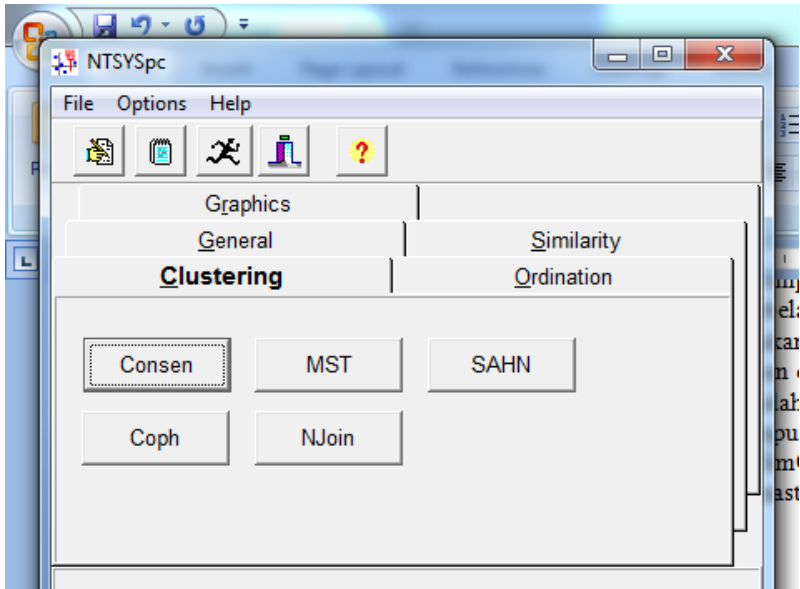 NTSYSpc
File Options Help
?
Graphics
General Similarity
Clustering Ordination
Consen MST SAHN
Coph NJoin